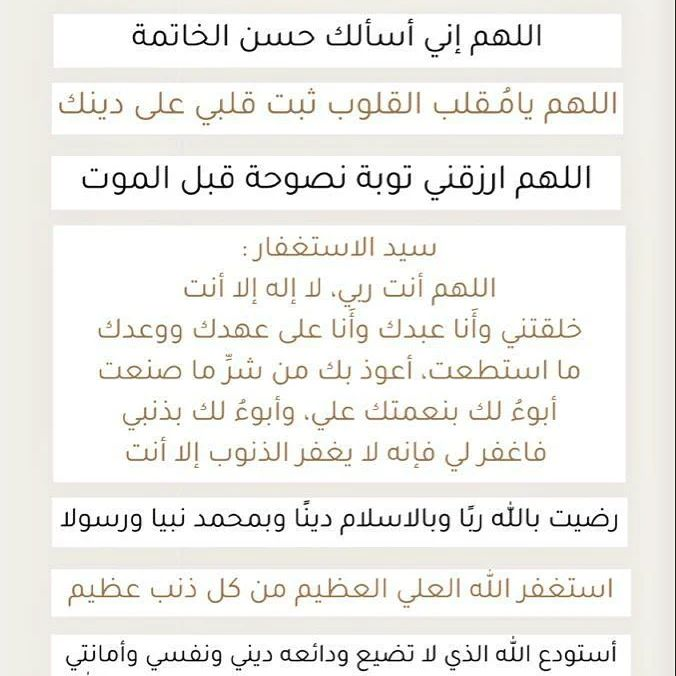 اللهم إني أسألك حسن الخاتمة
اللهم يامُقلب القلوب ثبت قلبي على دينك
اللهم ارزقني توبة نصوحة قبل الموت
سيد الاستغفار :
اللهم أنت ربي، لا إله إلا أنت
خلقتني وأَنا عبدك وأَنا على عهدك ووعدك
ما استطعت، أعوذ بك من شرِّ ما صنعت
أبوءُ لك بنعمتك علي، وأبوءُ لك بذنبي
فاغفر لي فإنه لا يغفر الذنوب إلا أنت
رضيت بالله ربًا وبالاسلام دينًا وبمحمد نبيا ورسولا
استغفر الله العلي العظيم من كل ذنب عظيم
أستودع الله الذي لا تضيع ودائعه ديني ونفسي وأمانتي